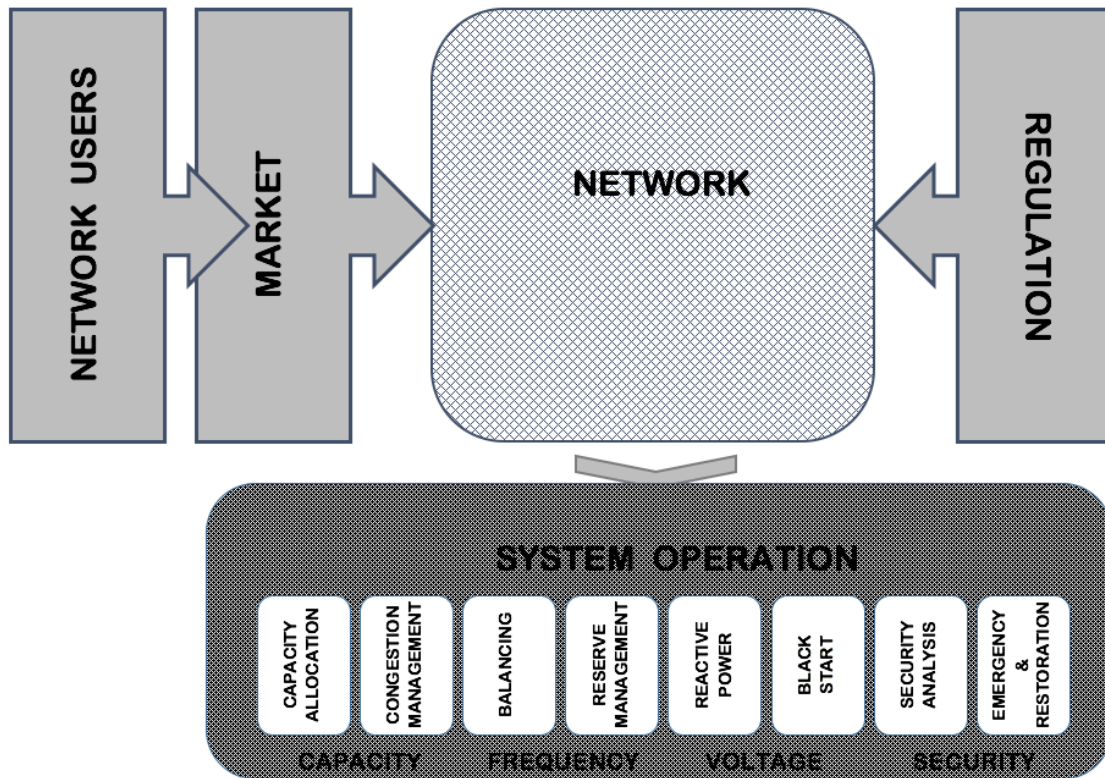 NETWORK USERS
MARKET
NETWORK
REGULATION
SYSTEM OPERATION
CAPACITY
ALLOCATION
CONGESTION
MANAGEMENT
BALANCING
RESERVE
MANAGEMENT
REACTIVE
POWER
BLACK
START
SECURITY
ANALYSIS
EMERGENCY
&
RESTORATION
CAPACITY
FREQUENCY
VOLTAGE
SECURITY